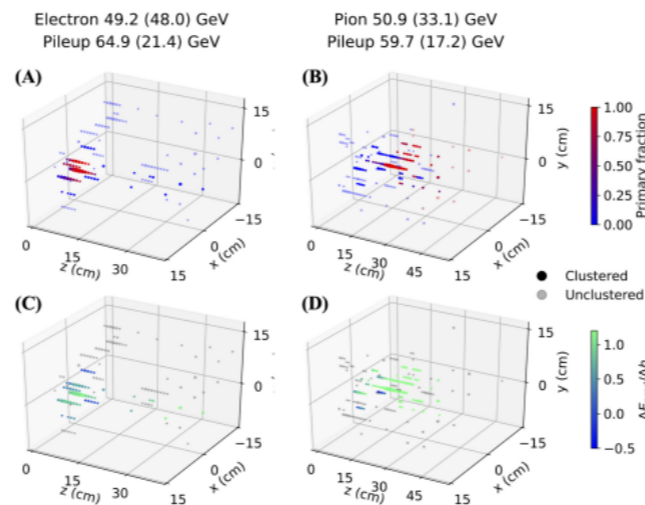 Electron 49.2 (48.0) GeV
Pileup 64.9 (21.4) GeV
Pion 50.9 (33.1) GeV
Pileup 59.7 (17.2) GeV
(A)
15
0
−15
0
15
30
z (cm)
15
0
x (cm)
(B)
15
0
−15
y (cm)
0
15
30
45
z (cm)
15
0
x (cm)
1.00
0.75
0.50
0.25
0.00
Primary fraction
Clustered
Unclustered
(C)
15
0
−15
0
15
30
z (cm)
15
0
x (cm)
(D)
15
0
−15
y (cm)
0
15
30
45
z (cm)
15
0
x (cm)
1.0
0.5
0.0
−0.5